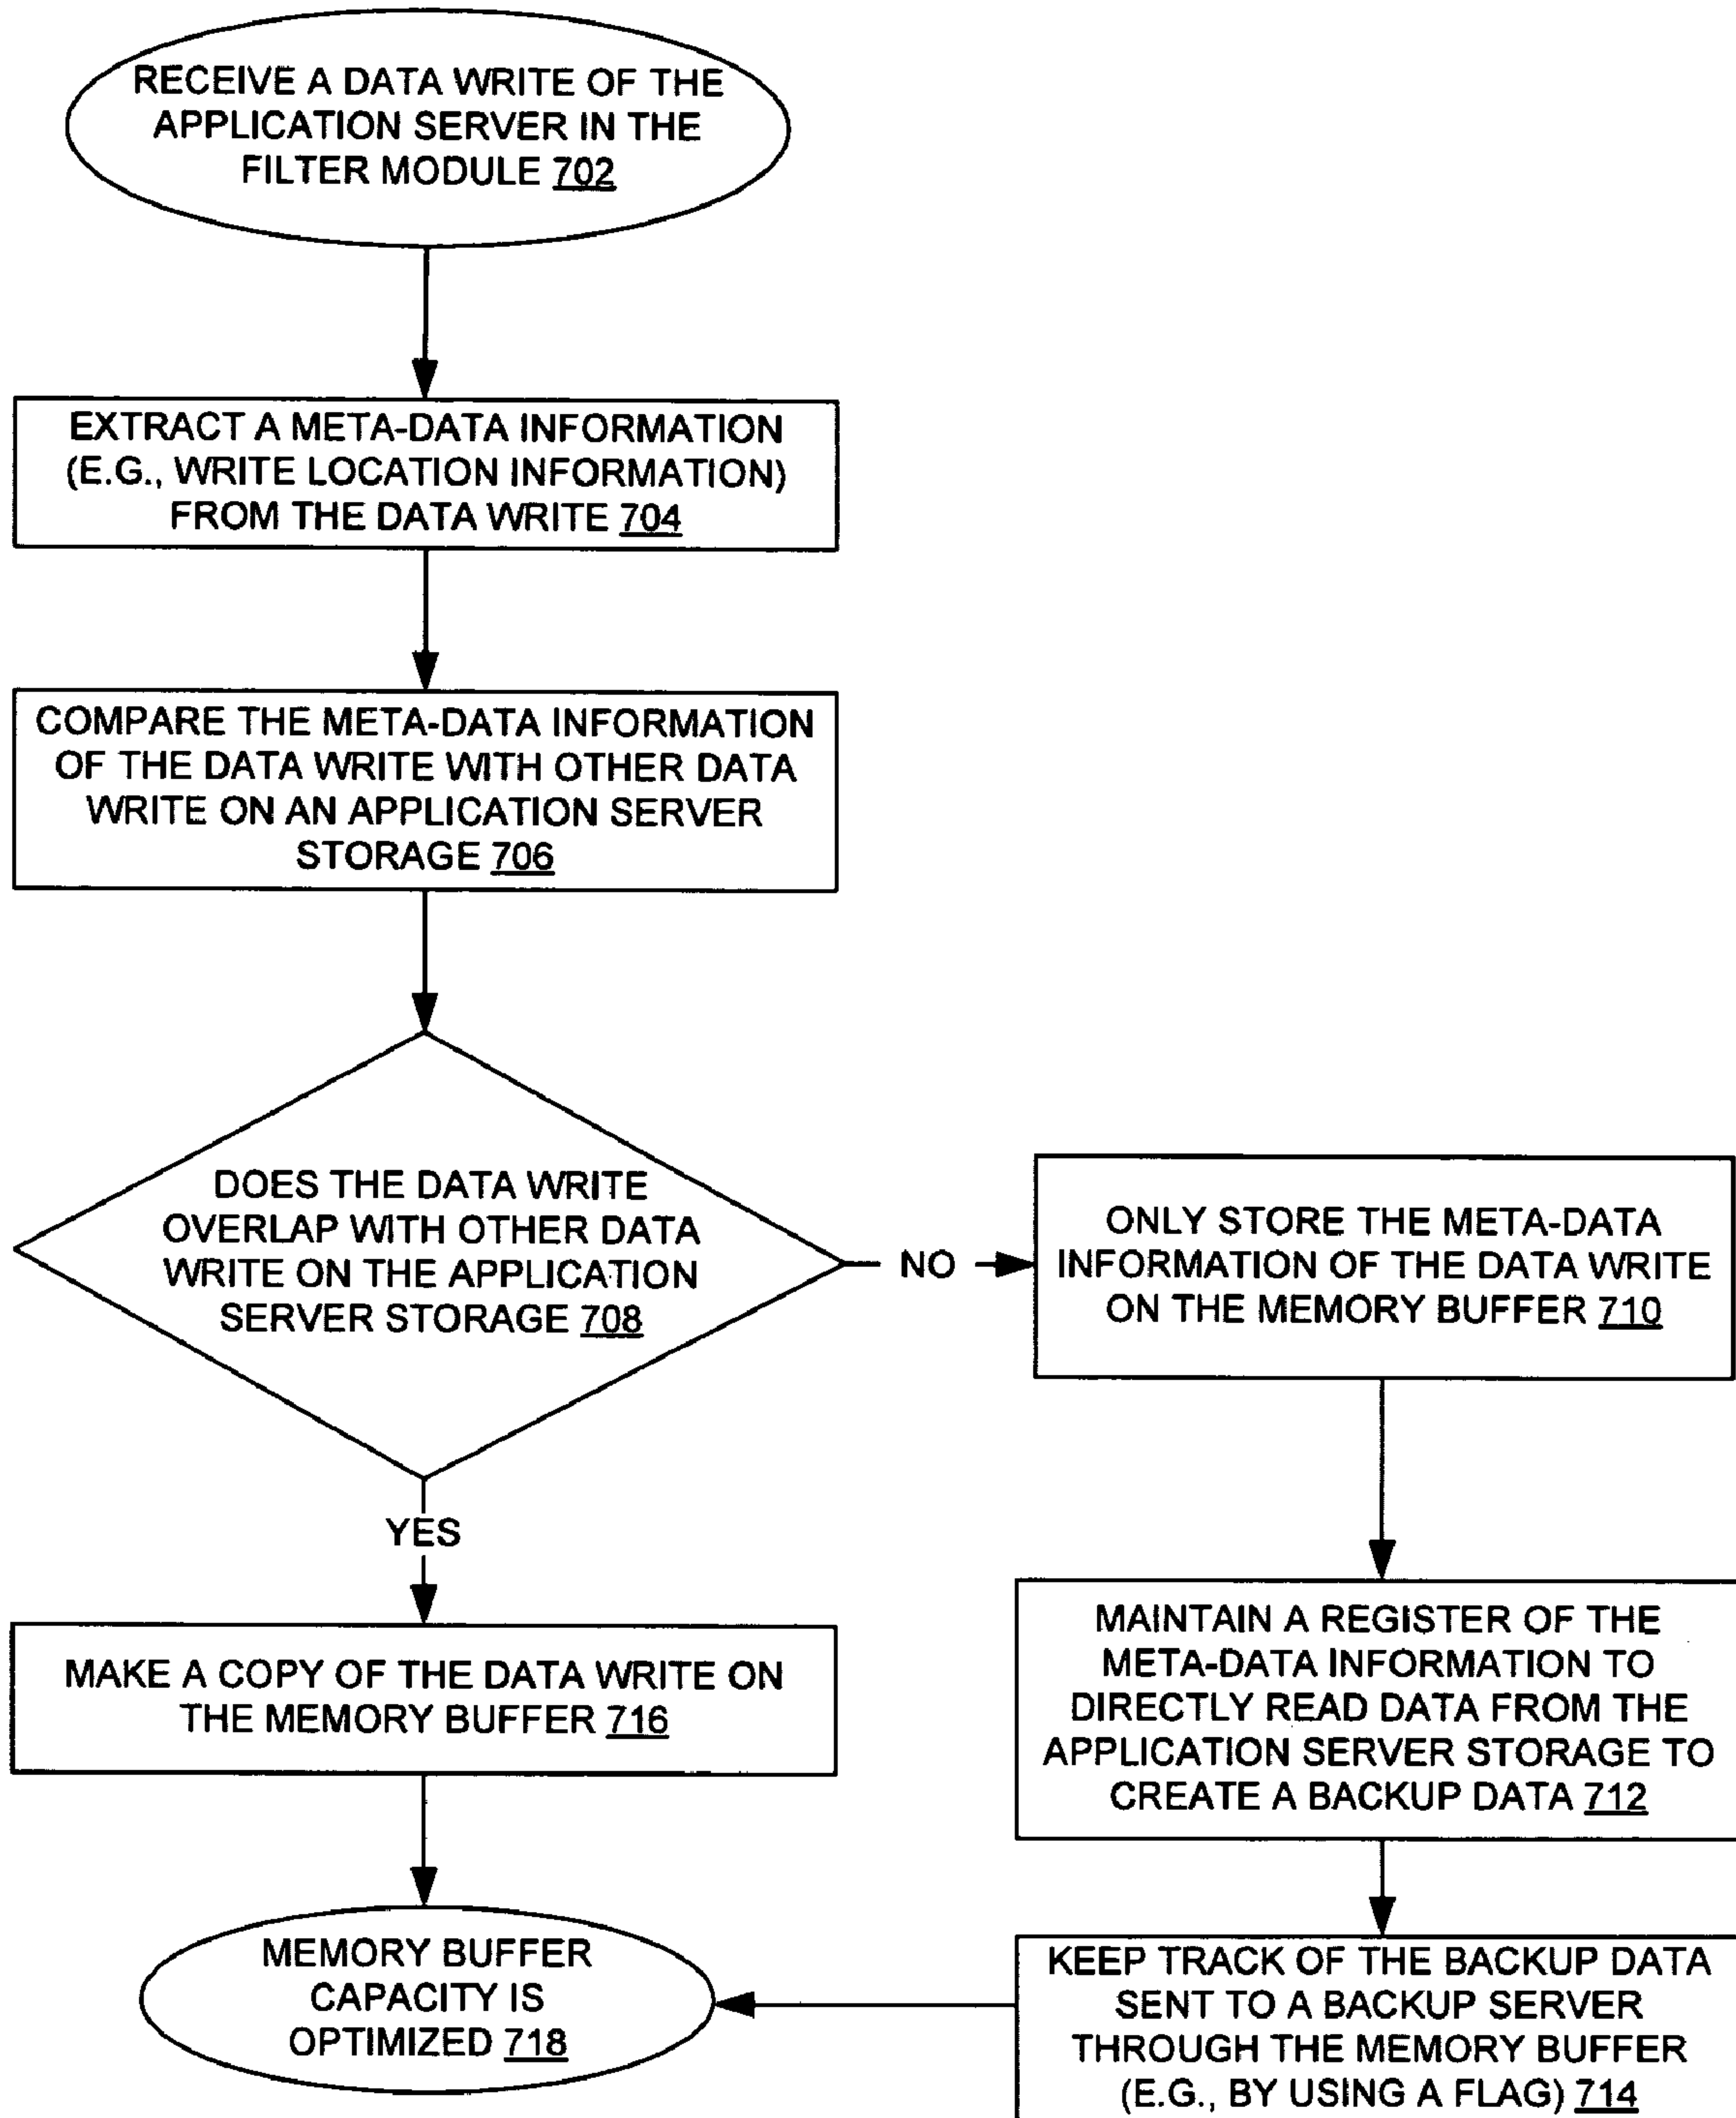 RECEIVE A DATA WRITE OF THE
APPLICATION SERVER IN THE
FILTER MODULE 702
EXTRACT A META-DATA INFORMATION
(E.G., WRITE LOCATION INFORMATION)
FROM THE DATA WRITE 704
COMPARE THE META-DATA INFORMATION
OF THE DATA WRITE WITH OTHER DATA
WRITE ON AN APPLICATION SERVER
STORAGE 706
DOES THE DATA WRITE
OVERLAP WITH OTHER DATA
WRITE ON THE APPLICATION
SERVER STORAGE 708
NO
ONLY STORE THE META-DATA
INFORMATION OF THE DATA WRITE
ON THE MEMORY BUFFER 710
YES
MAKE A COPY OF THE DATA WRITE ON
THE MEMORY BUFFER 716
MAINTAIN A REGISTER OF THE
META-DATA INFORMATION TO
DIRECTLY READ DATA FROM THE
APPLICATION SERVER STORAGE TO
CREATE A BACKUP DATA 712
MEMORY BUFFER
CAPACITY IS
OPTIMIZED 718
KEEP TRACK OF THE BACKUP DATA
SENT TO A BACKUP SERVER
THROUGH THE MEMORY BUFFER
(E.G., BY USING A FLAG) 714